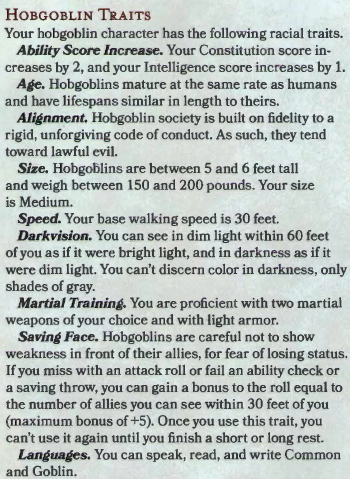 HOBGOBLIN TRAITS
Your hobgoblin character has the following racial traits.
Ability Score Increase. Your Constitution score in-
creases by 2, and your Intelligence score increases by 1.
Age. Hobgoblins mature at the same rate as humans
and have lifespans similar in length to theirs.
Alignment. Hobgoblin society is built on fidelity to a
rigid, unforgiving code of conduct. As such, they tend
toward lawful evil.
Size. Hobgoblins are between 5 and 6 feet tall
and weigh between 150 and 200 pounds. Your size
is Medium.
Speed. Your base walking speed is 30 feet.
Darkvision. You can see in dim light within 60 feet
of you as if it were bright light, and in darkness as if it
were dim light. You can't discern color in darkness, only
shades of gray.
Martial Training. You are proficient with two martial
weapons of your choice and with light armor.
Saving Face. Hobgoblins are careful not to show
weakness in front of their allies, for fear of losing status.
If you miss with an attack roll or fail an ability check or
a saving throw, you can gain a bonus to the roll equal to
the number of allies you can see within 30 feet of you
(maximum bonus of +5). Once you use this trait, you
can't use it again until you finish a short or long rest.
Languages. You can speak, read, and write Common
and Goblin.